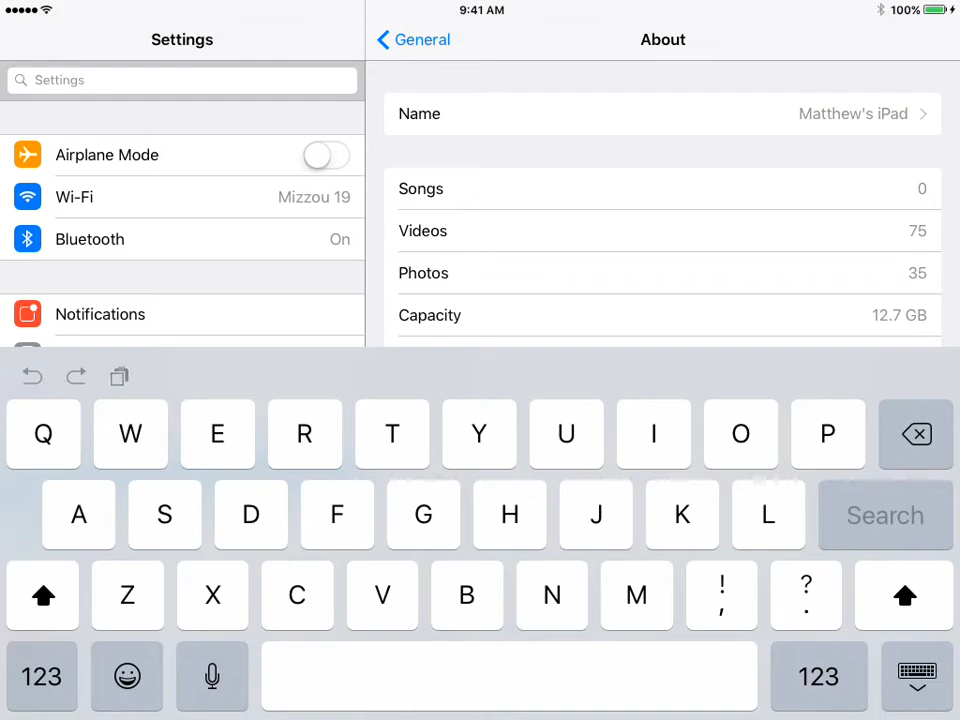 9:41 AM
100%
Settings
General
About
Settings
Name
Matthew's iPad
Airplane Mode
Wi-Fi
Mizzou 19
Bluetooth
On
Notifications
Songs
0
Videos
75
Photos
35
Capacity
12.7 GB
Q W E R T Y U I O P
A S D F G H J K L Search
Z X C V B N M ! , ? .
123
123